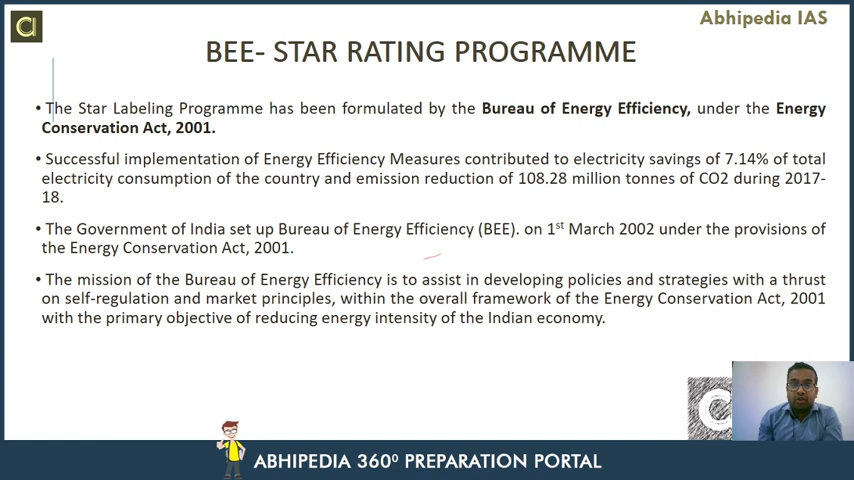 Abhipedia IAS
BEE- STAR RATING PROGRAMME
• The Star Labeling Programme has been formulated by the Bureau of Energy Efficiency, under the Energy
Conservation Act, 2001.
• Successful implementation of Energy Efficiency Measures contributed to electricity savings of 7.14% of total
electricity consumption of the country and emission reduction of 108.28 million tonnes of CO2 during 2017-
18.
• The Government of India set up Bureau of Energy Efficiency (BEE). on 1st March 2002 under the provisions of
the Energy Conservation Act, 2001.
• The mission of the Bureau of Energy Efficiency is to assist in developing policies and strategies with a thrust
on self-regulation and market principles, within the overall framework of the Energy Conservation Act, 2001
with the primary objective of reducing energy intensity of the Indian economy.
ABHIPEDIA 360⁰ PREPARATION PORTAL